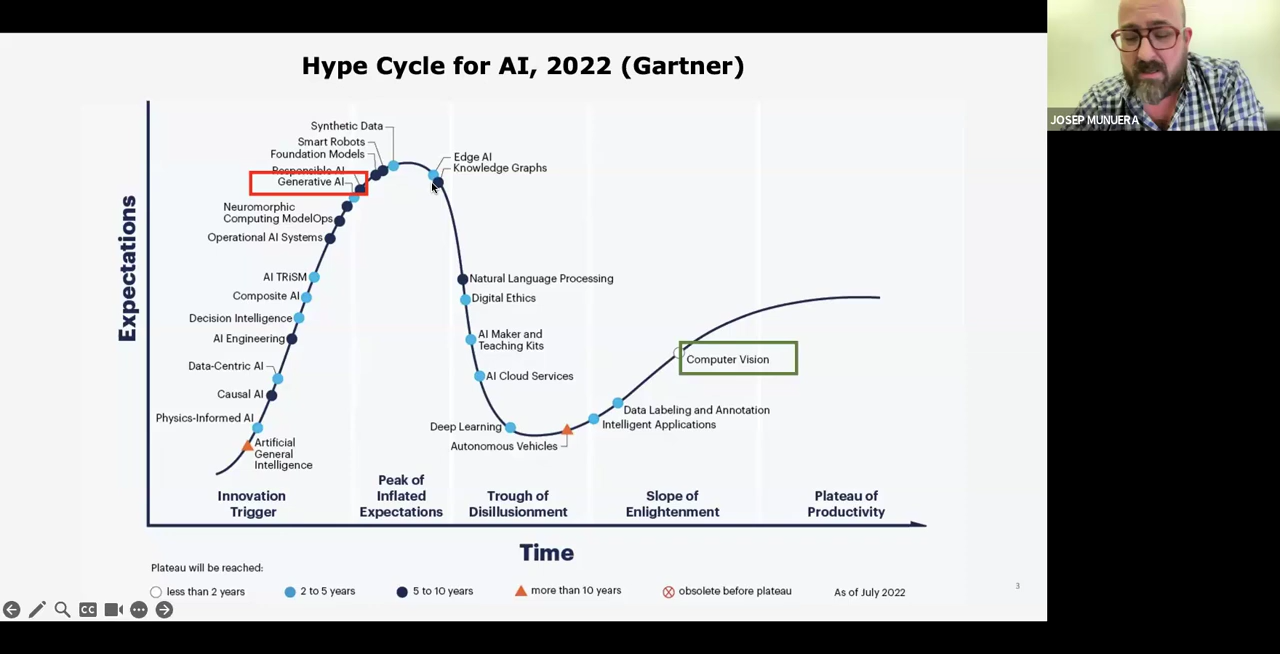 Hype Cycle for AI, 2022 (Gartner)
JOSEP MUNUERA
Expectations
Synthetic Data
Smart Robots
Foundation Models
Responsible AI
Generative AI
Neuromorphic
Computing ModelOps
Operational AI Systems
AI TRiSM
Composite AI
Decision Intelligence
AI Engineering
Data-Centric AI
Causal AI
Physics-Informed AI
Artificial
General
Intelligence
Edge AI
Knowledge Graphs
Natural Language Processing
Digital Ethics
AI Maker and
Teaching Kits
AI Cloud Services
Deep Learning
Autonomous Vehicles
Computer Vision
Data Labeling and Annotation
Intelligent Applications
Innovation
Trigger
Peak of
Inflated
Expectations
Trough of
Disillusionment
Slope of
Enlightenment
Plateau of
Productivity
Time
Plateau will be reached:
less than 2 years
2 to 5 years
5 to 10 years
more than 10 years
obsolete before plateau
As of July 2022
3
CC